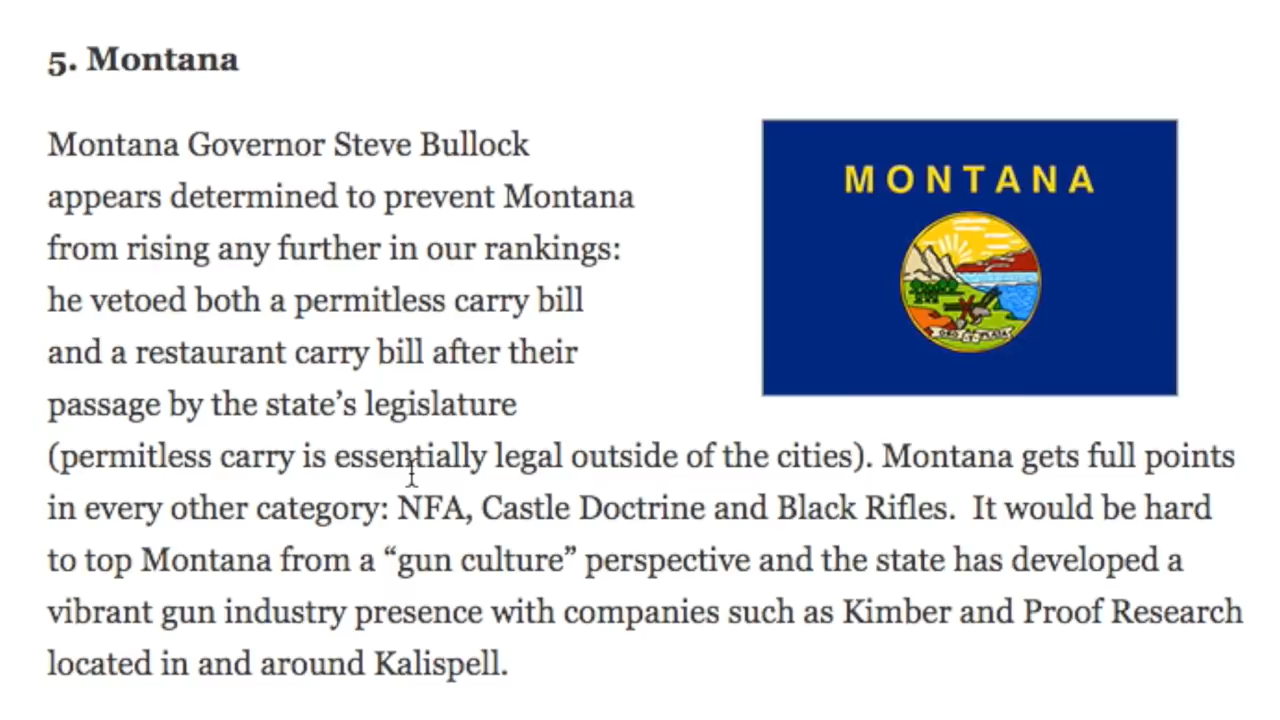 5. Montana
Montana Governor Steve Bullock
appears determined to prevent Montana
from rising any further in our rankings:
he vetoed both a permitless carry bill
and a restaurant carry bill after their
passage by the state’s legislature
(permitless carry is essentially legal outside of the cities). Montana gets full points
in every other category: NFA, Castle Doctrine and Black Rifles.  It would be hard
to top Montana from a “gun culture” perspective and the state has developed a
vibrant gun industry presence with companies such as Kimber and Proof Research
located in and around Kalispell.
MONTANA
ORO Y PLATA